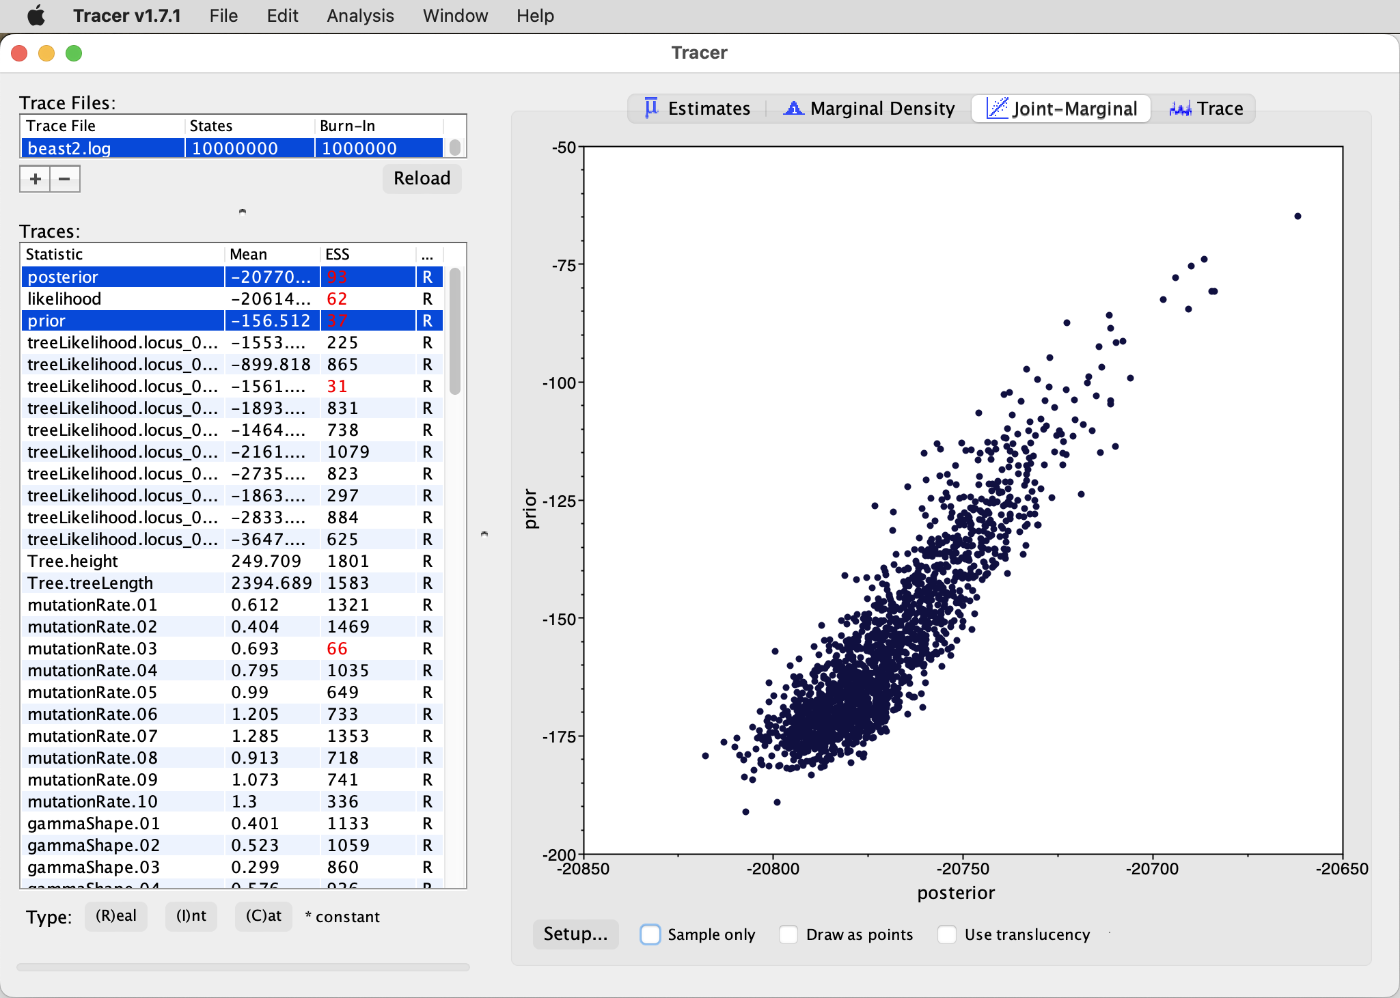 Tracer v1.7.1 File Edit Analysis Window Help
Tracer
Trace Files:
Trace File States Burn-In
beast2.log 10000000 1000000
+ −
Reload
Traces:
Statistic Mean ESS ...
posterior -20770... 93 R
likelihood -20614... 62 R
prior -156.512 37 R
treeLikelihood.locus_0... -1553.... 225 R
treeLikelihood.locus_0... -899.818 865 R
treeLikelihood.locus_0... -1561.... 31 R
treeLikelihood.locus_0... -1893.... 831 R
treeLikelihood.locus_0... -1464.... 738 R
treeLikelihood.locus_0... -2161.... 1079 R
treeLikelihood.locus_0... -2735.... 823 R
treeLikelihood.locus_0... -1863.... 297 R
treeLikelihood.locus_0... -2833.... 884 R
treeLikelihood.locus_0... -3647.... 625 R
Tree.height 249.709 1801 R
Tree.treeLength 2394.689 1583 R
mutationRate.01 0.612 1321 R
mutationRate.02 0.404 1469 R
mutationRate.03 0.693 66 R
mutationRate.04 0.795 1035 R
mutationRate.05 0.99 649 R
mutationRate.06 1.205 733 R
mutationRate.07 1.285 1353 R
mutationRate.08 0.913 718 R
mutationRate.09 1.073 741 R
mutationRate.10 1.3 336 R
gammaShape.01 0.401 1133 R
gammaShape.02 0.523 1059 R
gammaShape.03 0.299 860 R
gammaShape.04
Type: (R)eal (I)nt (C)at * constant
Estimates Marginal Density Joint-Marginal Trace
-50
-75
-100
-125
-150
-175
-200
prior
-20850 -20800 -20750 -20700 -20650
posterior
Setup... Sample only Draw as points Use translucency